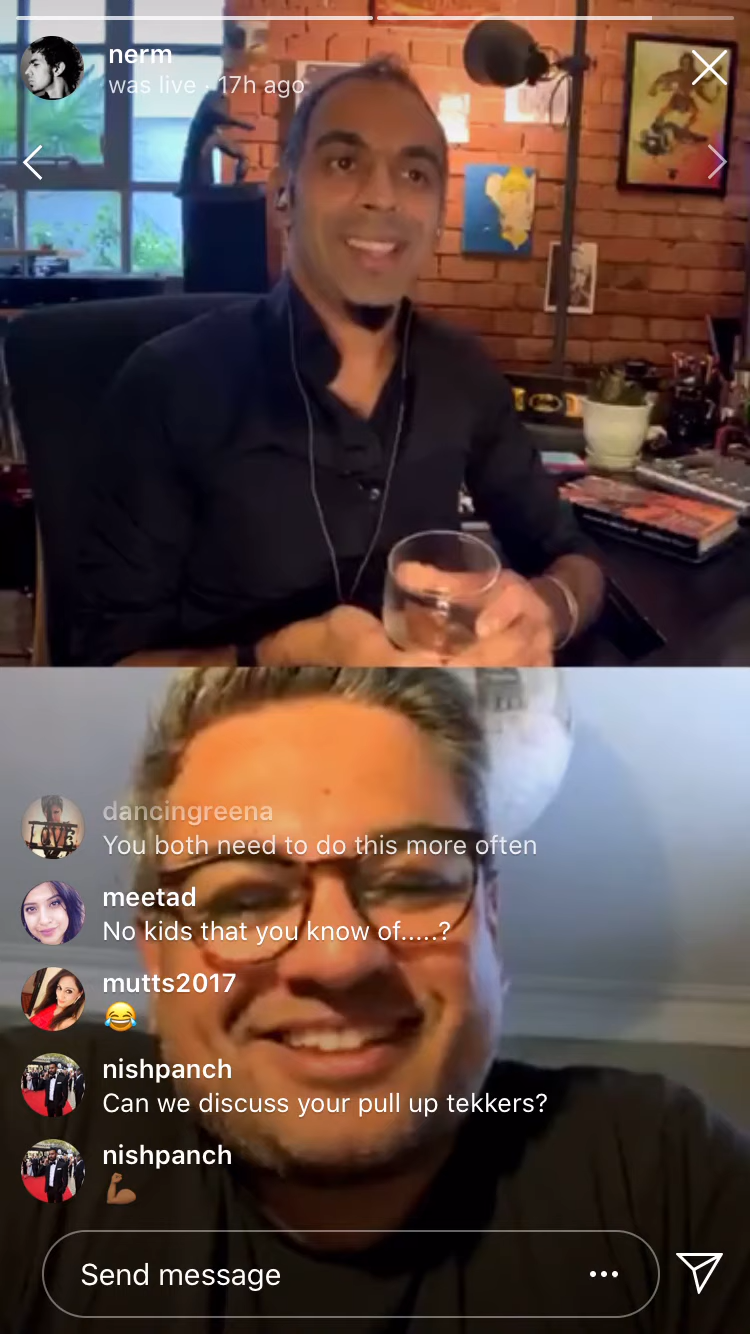 nerm
was live · 17h ago
dancingreena
You both need to do this more often
meetad
No kids that you know of.....?
mutts2017
😂
nishpanch
Can we discuss your pull up tekkers?
nishpanch
💪🏾
Send message